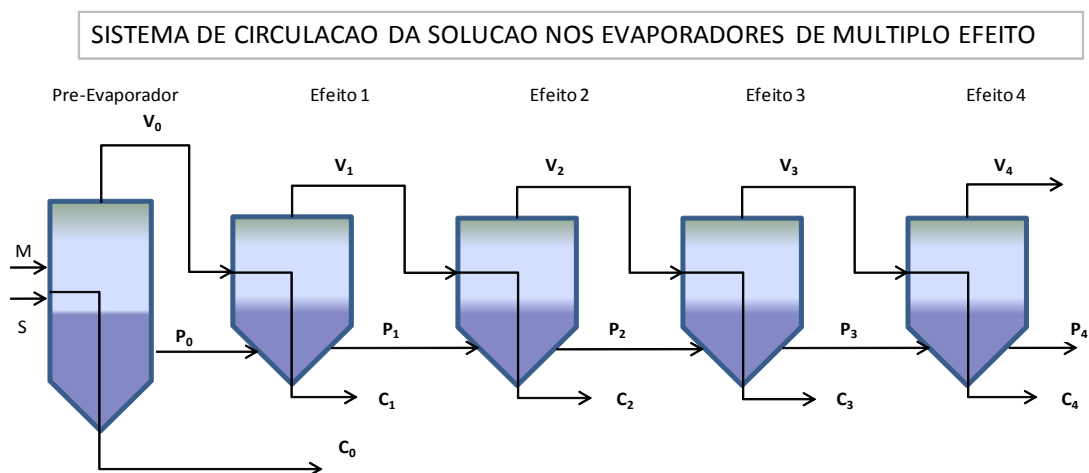 SISTEMA DE CIRCULACAO DA SOLUCAO NOS EVAPORADORES DE MULTIPLO EFEITO
Pre-Evaporador
Efeito 1
Efeito 2
Efeito 3
Efeito 4
V₀
V₁
V₂
V₃
V₄
M
S
P₀
P₁
P₂
P₃
P₄
C₁
C₂
C₃
C₄
C₀